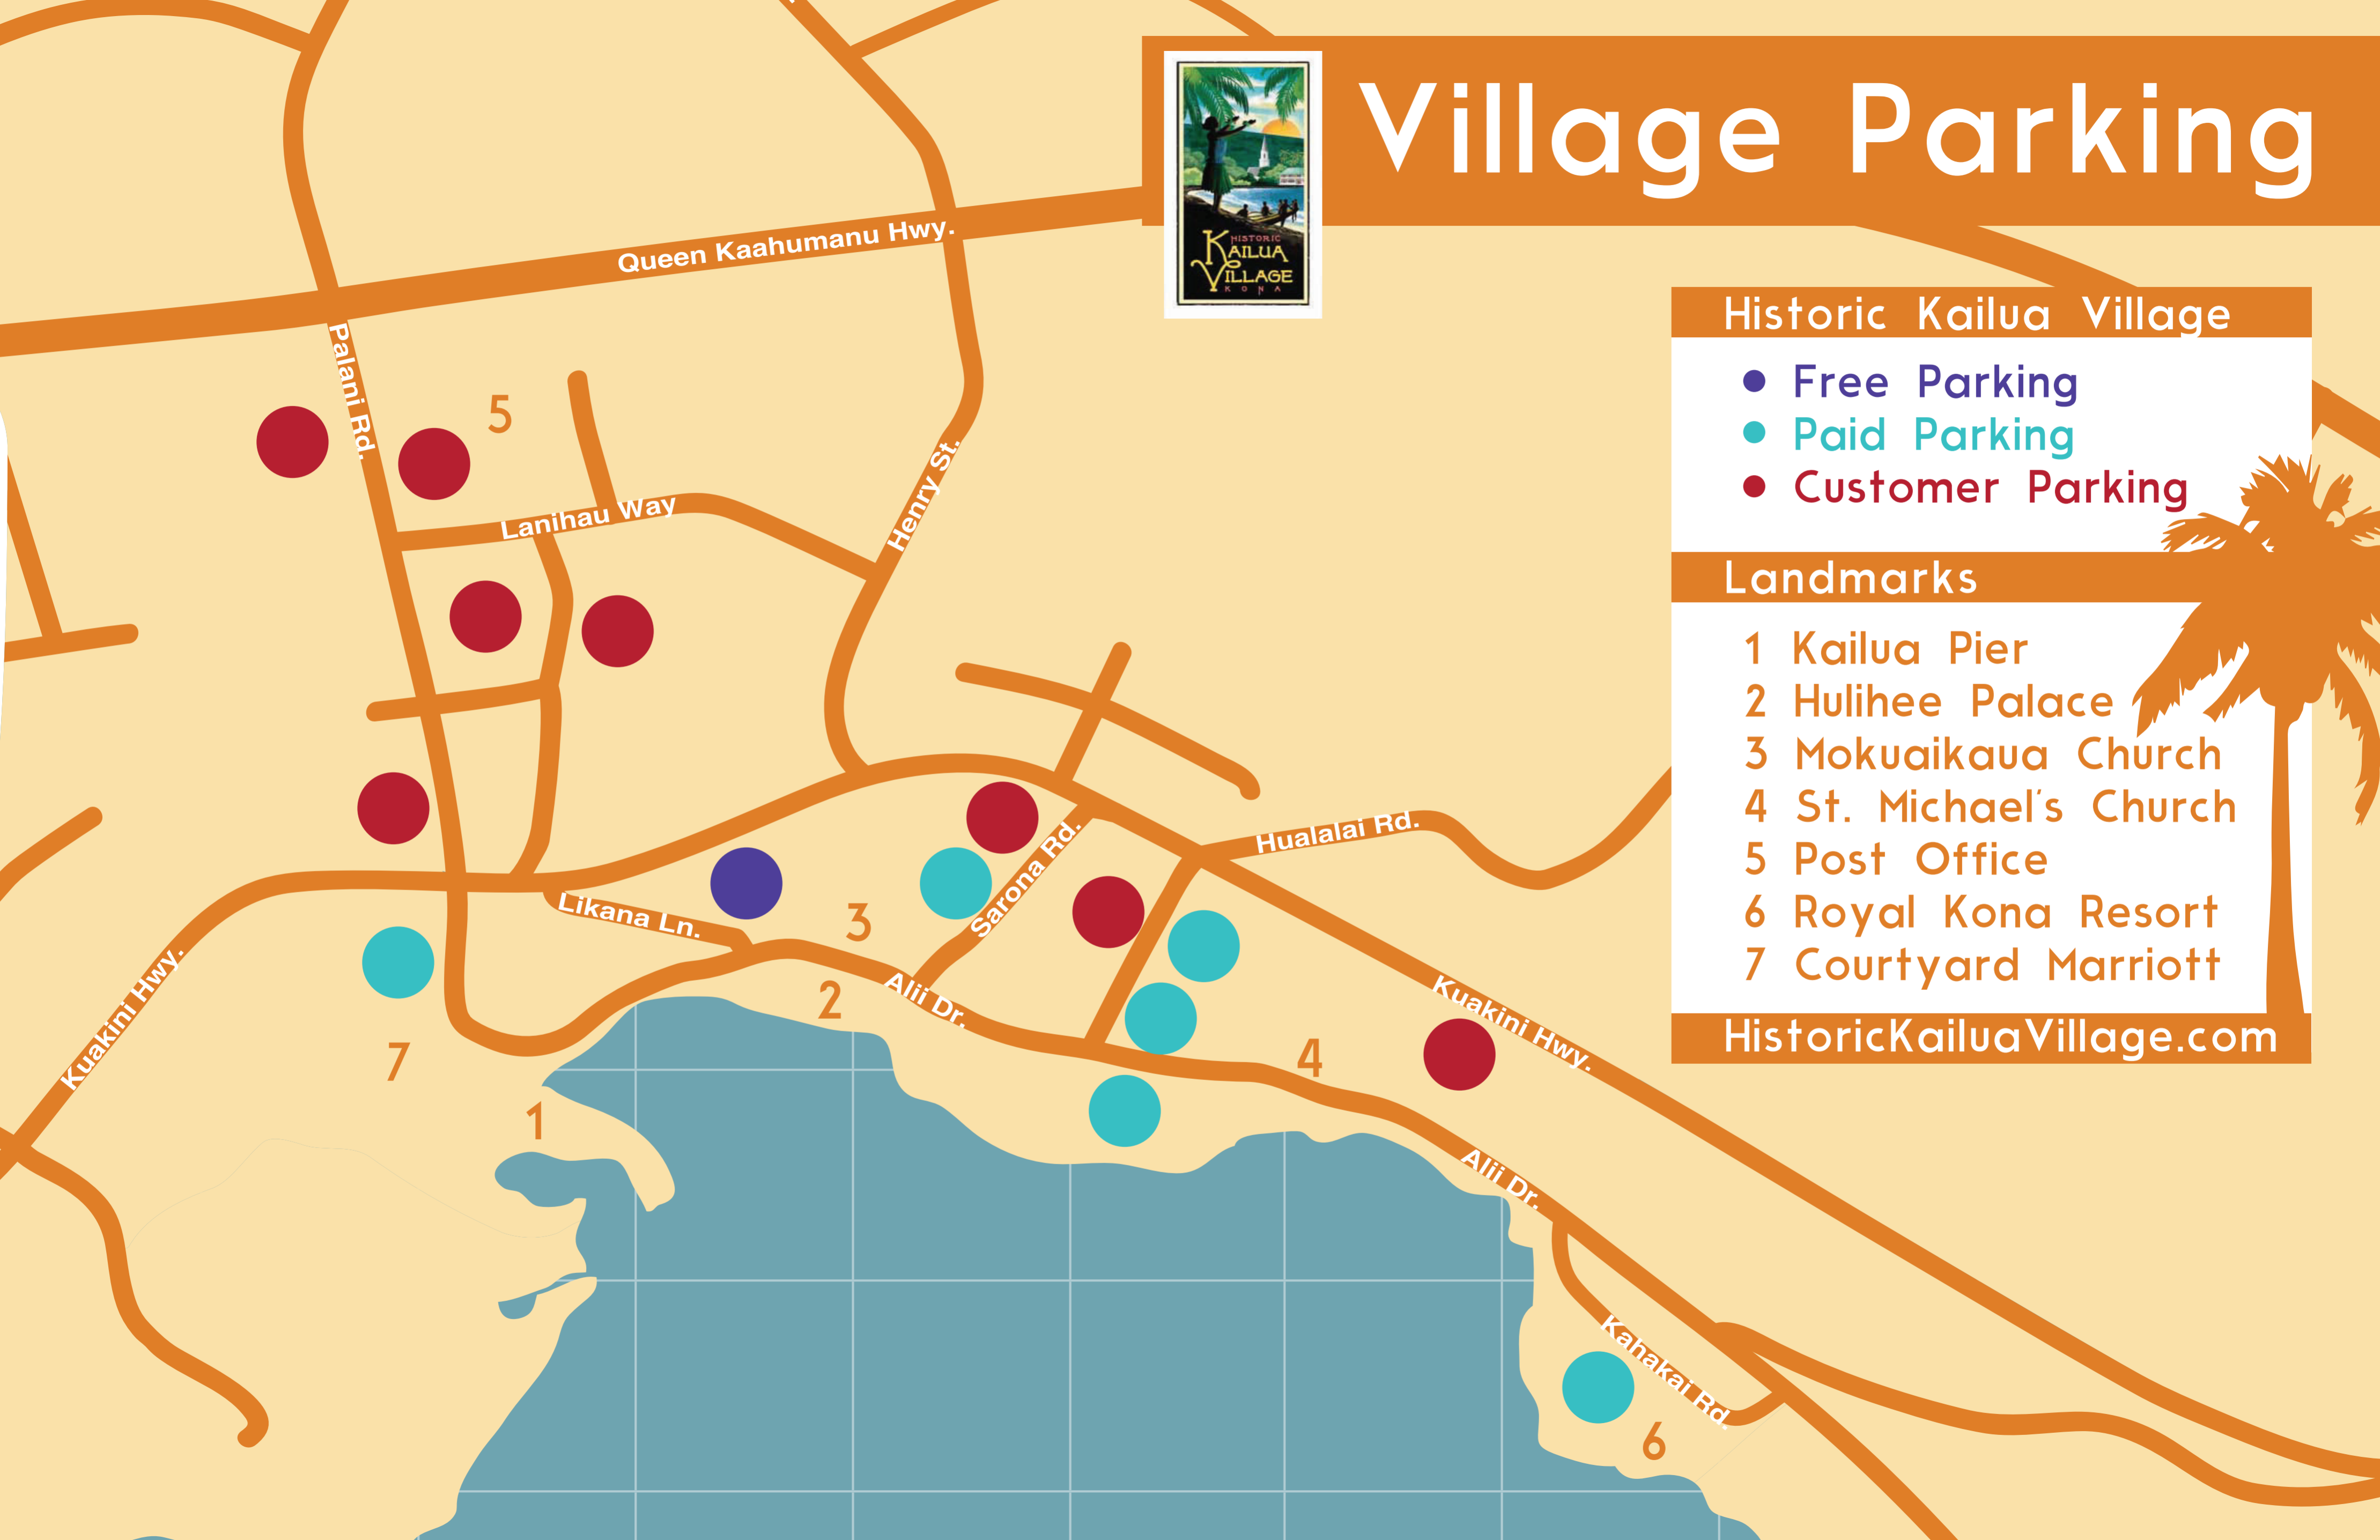 Village Parking
HISTORIC
KAILUA
VILLAGE
KONA
Queen Kaahumanu Hwy.
Palani Rd.
5
Lanihau Way
Henry St.
Historic Kailua Village
Free Parking
Paid Parking
Customer Parking
Landmarks
1 Kailua Pier
2 Hulihee Palace
3 Mokuaikaua Church
4 St. Michael's Church
5 Post Office
6 Royal Kona Resort
7 Courtyard Marriott
HistoricKailuaVillage.com
Hualalai Rd.
Sarona Rd.
Likana Ln.
3
2
Alii Dr.
Kuakini Hwy.
7
1
4
Kuakini Hwy.
Alii Dr.
Kahakai Rd.
6